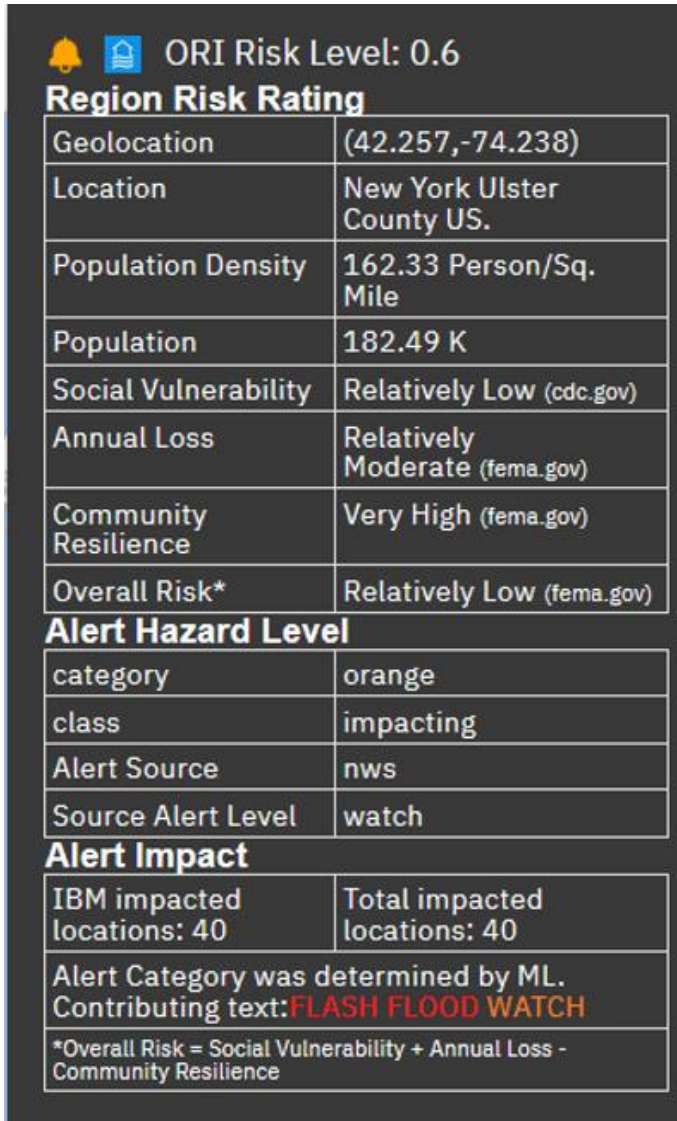 ORI Risk Level: 0.6
Region Risk Rating
Geolocation (42.257,-74.238)
Location New York Ulster
County US.
Population Density 162.33 Person/Sq.
Mile
Population 182.49 K
Social Vulnerability Relatively Low (cdc.gov)
Annual Loss Relatively
Moderate (fema.gov)
Community Very High (fema.gov)
Resilience
Overall Risk* Relatively Low (fema.gov)
Alert Hazard Level
category orange
class impacting
Alert Source nws
Source Alert Level watch
Alert Impact
IBM impacted Total impacted
locations: 40 locations: 40
Alert Category was determined by ML.
Contributing text:FLASH FLOOD WATCH
*Overall Risk = Social Vulnerability + Annual Loss -
Community Resilience